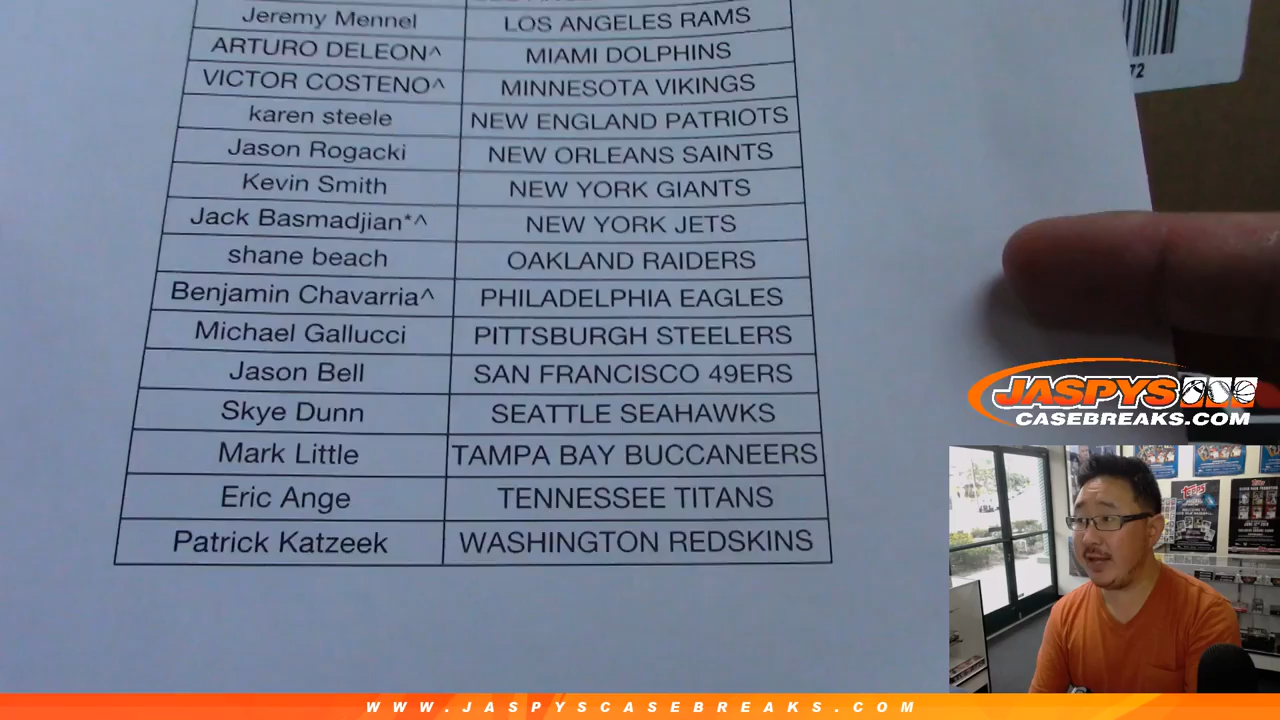 Jeremy Mennel LOS ANGELES RAMS
ARTURO DELEON^ MIAMI DOLPHINS
VICTOR COSTENO^ MINNESOTA VIKINGS
karen steele NEW ENGLAND PATRIOTS
Jason Rogacki NEW ORLEANS SAINTS
Kevin Smith NEW YORK GIANTS
Jack Basmadjian*^ NEW YORK JETS
shane beach OAKLAND RAIDERS
Benjamin Chavarria^ PHILADELPHIA EAGLES
Michael Gallucci PITTSBURGH STEELERS
Jason Bell SAN FRANCISCO 49ERS
Skye Dunn SEATTLE SEAHAWKS
Mark Little TAMPA BAY BUCCANEERS
Eric Ange TENNESSEE TITANS
Patrick Katzeek WASHINGTON REDSKINS
72
JASPYS
CASEBREAKS.COM
topps
WWW.JASPYSCASEBREAKS.COM